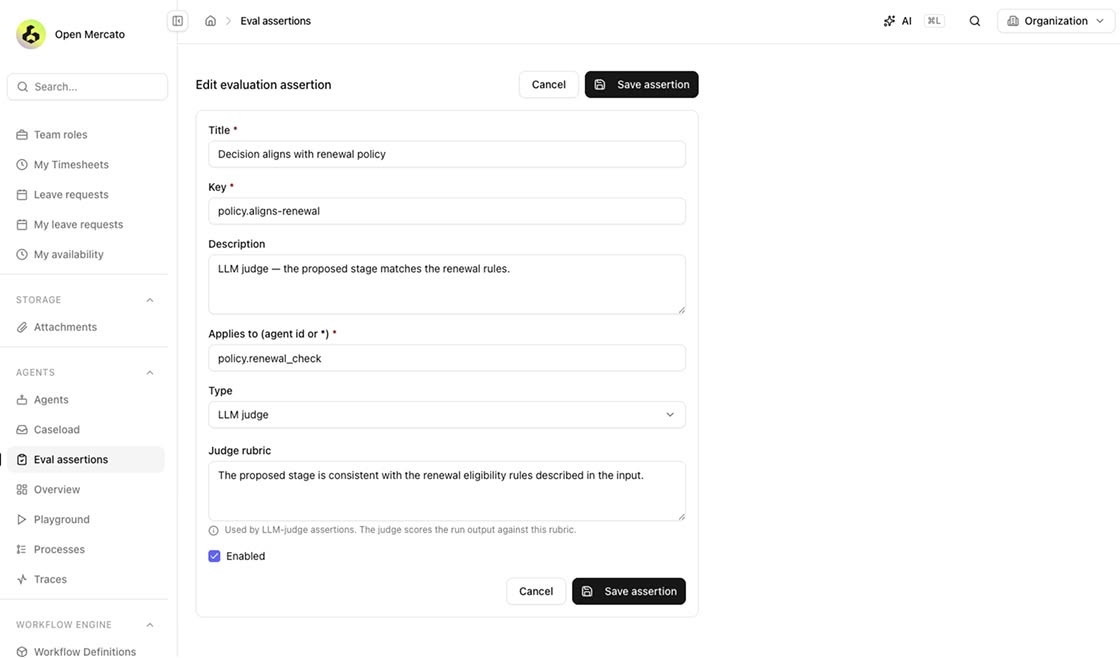 Open Mercato
Search...
Team roles
My Timesheets
Leave requests
My leave requests
My availability
STORAGE
Attachments
AGENTS
Agents
Caseload
Eval assertions
Overview
Playground
Processes
Traces
WORKFLOW ENGINE
Workflow Definitions
Eval assertions
AI ⌘L
Organization
Edit evaluation assertion
Cancel
Save assertion
Title *
Decision aligns with renewal policy
Key *
policy.aligns-renewal
Description
LLM judge — the proposed stage matches the renewal rules.
Applies to (agent id or *) *
policy.renewal_check
Type
LLM judge
Judge rubric
The proposed stage is consistent with the renewal eligibility rules described in the input.
Used by LLM-judge assertions. The judge scores the run output against this rubric.
Enabled
Cancel
Save assertion